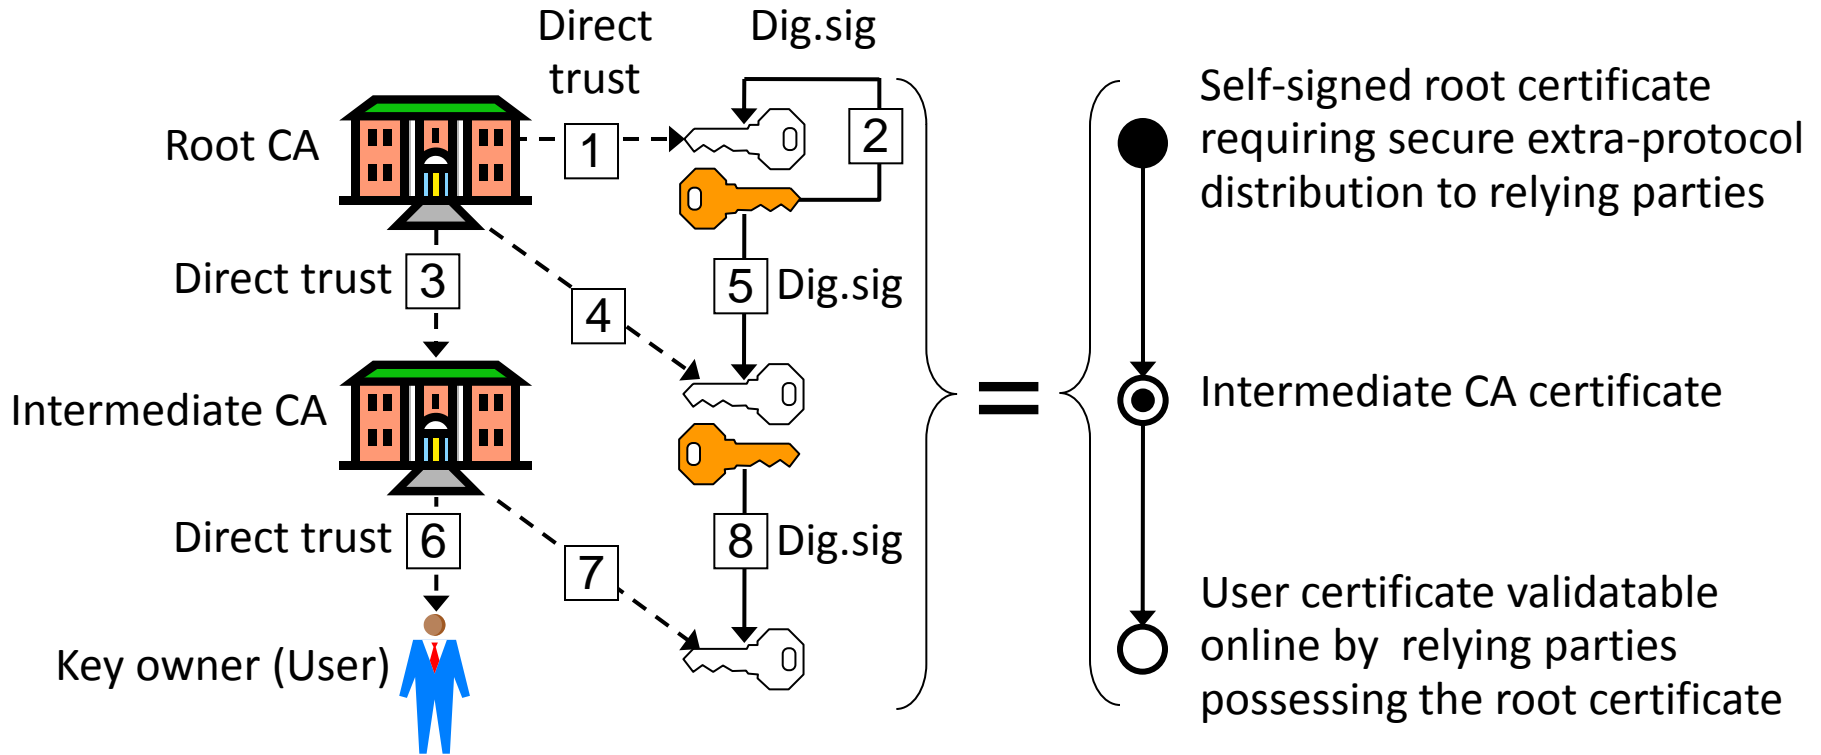 Direct
trust
Dig.sig
Root CA
1
2
Direct trust
3
4
5
Dig.sig
Intermediate CA
Direct trust
6
7
8
Dig.sig
Key owner (User)
=
Self-signed root certificate
requiring secure extra-protocol
distribution to relying parties
Intermediate CA certificate
User certificate validatable
online by relying parties
possessing the root certificate